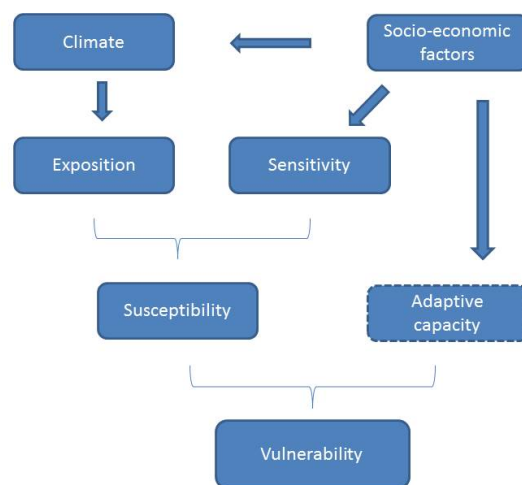 Climate
Socio-economic
factors
Exposition
Sensitivity
Susceptibility
Adaptive
capacity
Vulnerability